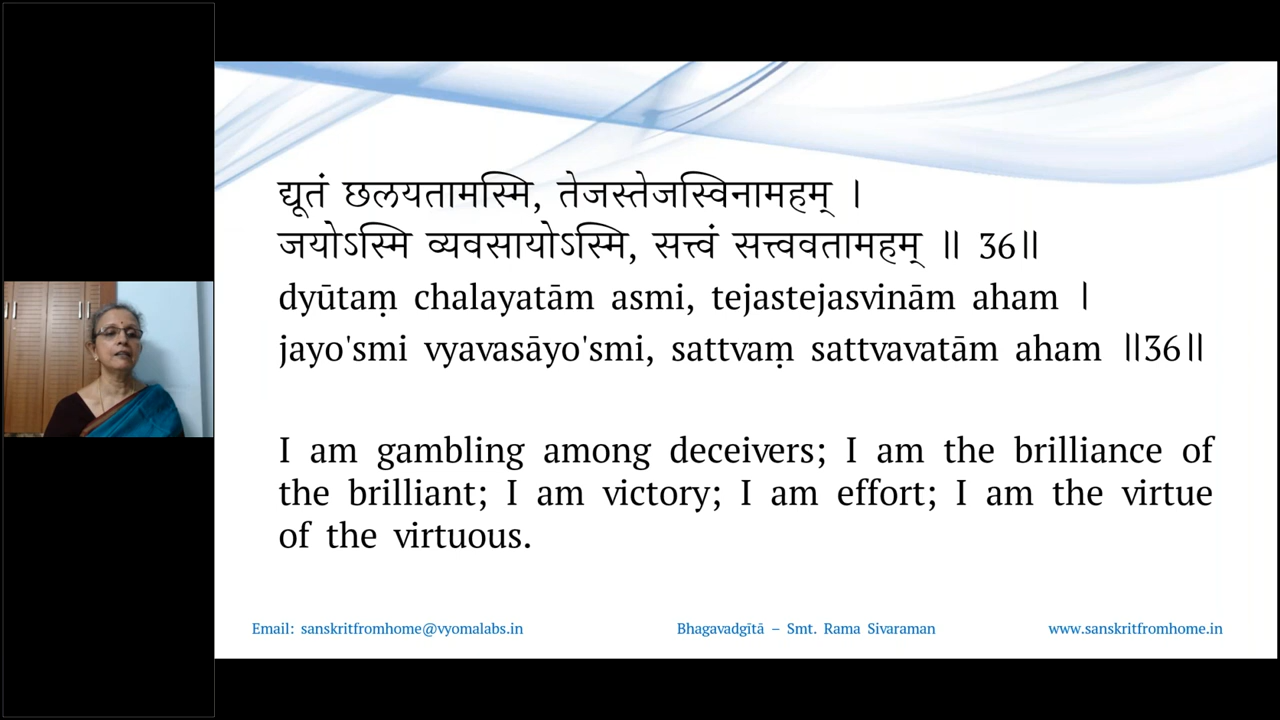 द्यूतं छलयतामस्मि, तेजस्तेजस्विनामहम् ।
जयोऽस्मि व्यवसायोऽस्मि, सत्त्वं सत्त्ववतामहम् ॥ 36॥
dyūtaṃ chalayatām asmi, tejastejasvinām aham ।
jayo'smi vyavasāyo'smi, sattvaṃ sattvavatām aham ॥36॥
I am gambling among deceivers; I am the brilliance of
the brilliant; I am victory; I am effort; I am the virtue
of the virtuous.
Email: sanskritfromhome@vyomalabs.in
Bhagavadgītā – Smt. Rama Sivaraman
www.sanskritfromhome.in